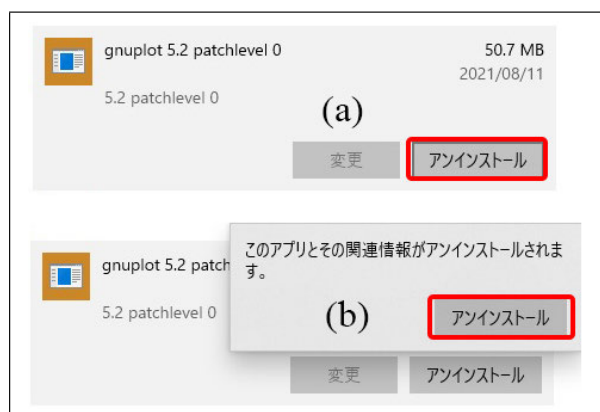 gnuplot 5.2 patchlevel 0
50.7 MB
2021/08/11
5.2 patchlevel 0
(a)
変更
アンインストール
gnuplot 5.2 patch
このアプリとその関連情報がアンインストールされま
す。
5.2 patchlevel 0
(b)
アンインストール
変更
アンインストール